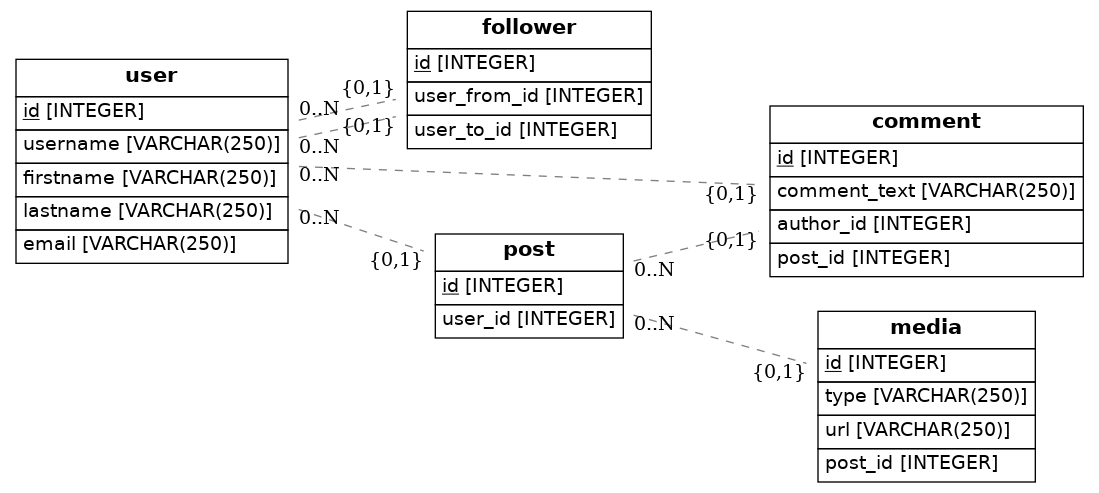 user
id [INTEGER]
username [VARCHAR(250)]
firstname [VARCHAR(250)]
lastname [VARCHAR(250)]
email [VARCHAR(250)]
follower
id [INTEGER]
user_from_id [INTEGER]
user_to_id [INTEGER]
{0,1}
0..N
{0,1}
0..N
0..N
{0,1}
0..N
{0,1}
post
id [INTEGER]
user_id [INTEGER]
comment
id [INTEGER]
comment_text [VARCHAR(250)]
author_id [INTEGER]
post_id [INTEGER]
{0,1}
0..N
0..N
{0,1}
media
id [INTEGER]
type [VARCHAR(250)]
url [VARCHAR(250)]
post_id [INTEGER]